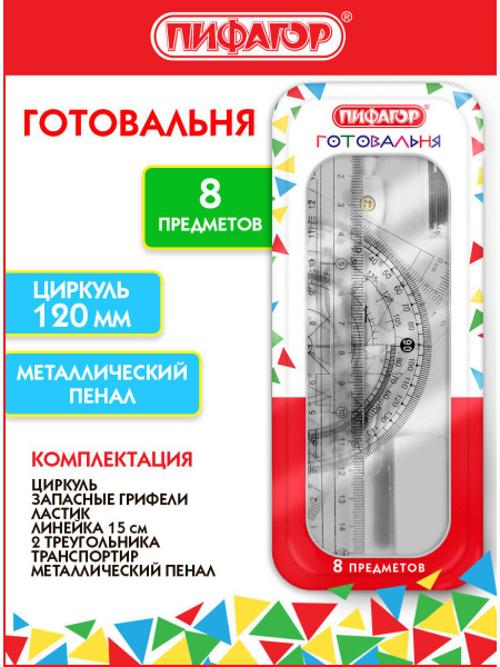 ПИФАГОР®
ГОТОВАЛЬНЯ
8
ПРЕДМЕТОВ
ЦИРКУЛЬ
120 ММ
МЕТАЛЛИЧЕСКИЙ
ПЕНАЛ
КОМПЛЕКТАЦИЯ
ЦИРКУЛЬ
ЗАПАСНЫЕ ГРИФЕЛИ
ЛАСТИК
ЛИНЕЙКА 15 см
2 ТРЕУГОЛЬНИКА
ТРАНСПОРТИР
МЕТАЛЛИЧЕСКИЙ ПЕНАЛ
ПИФАГОР®
ГОТОВАЛЬНЯ
8 ПРЕДМЕТОВ